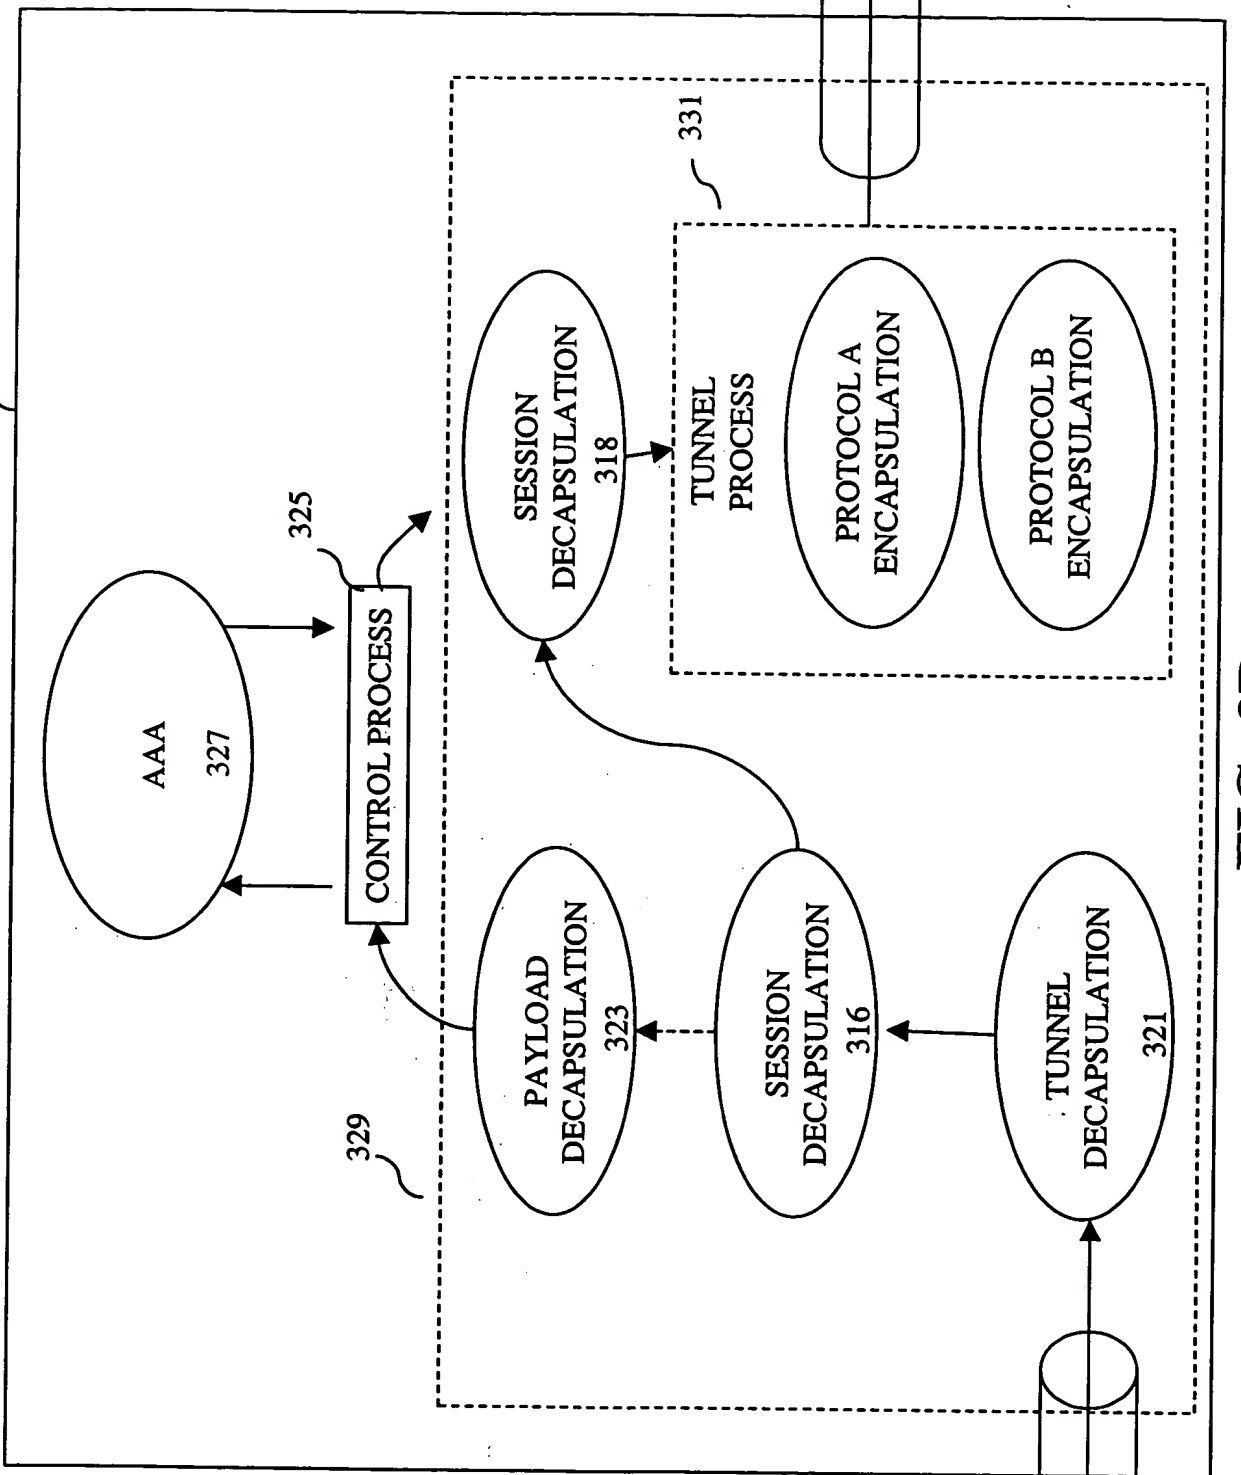 AAA
327
325
CONTROL PROCESS
329
PAYLOAD
DECAPSULATION
323
SESSION
DECAPSULATION
318
331
SESSION
DECAPSULATION
316
TUNNEL
PROCESS
PROTOCOL A
ENCAPSULATION
TUNNEL
DECAPSULATION
321
PROTOCOL B
ENCAPSULATION